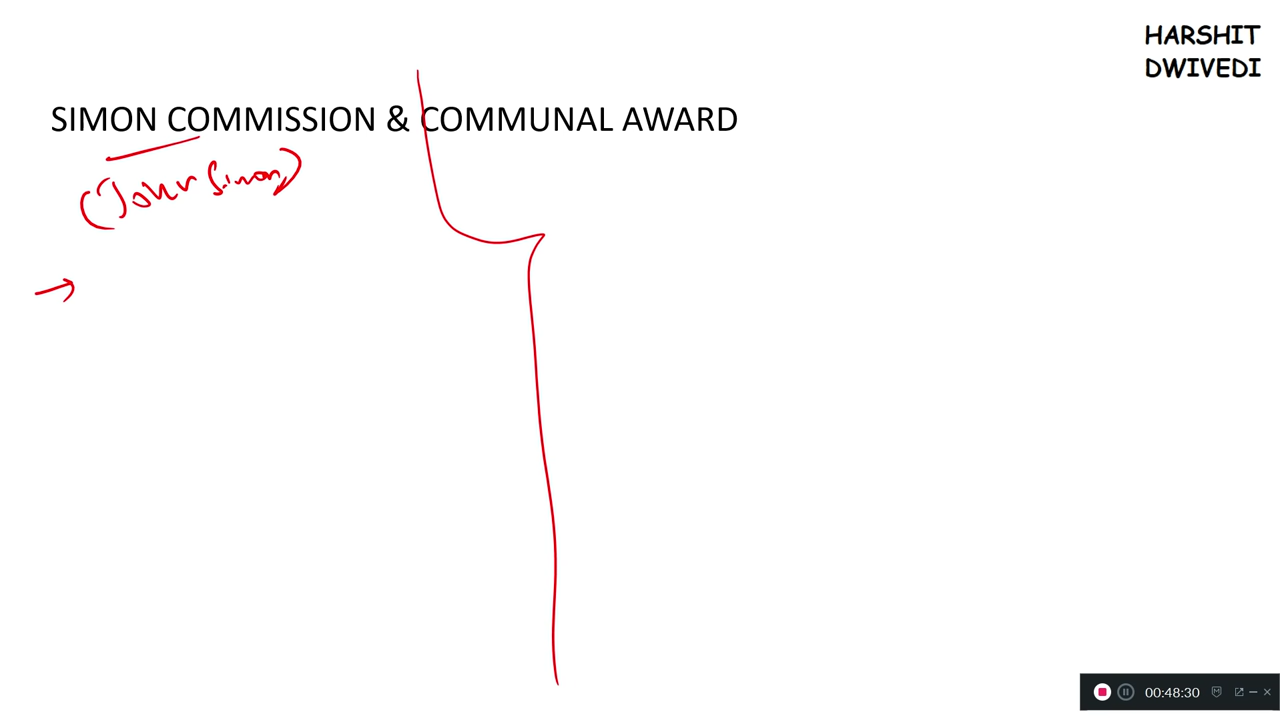 HARSHIT
DWIVEDI
SIMON COMMISSION & COMMUNAL AWARD
(John Simon)
00:48:30